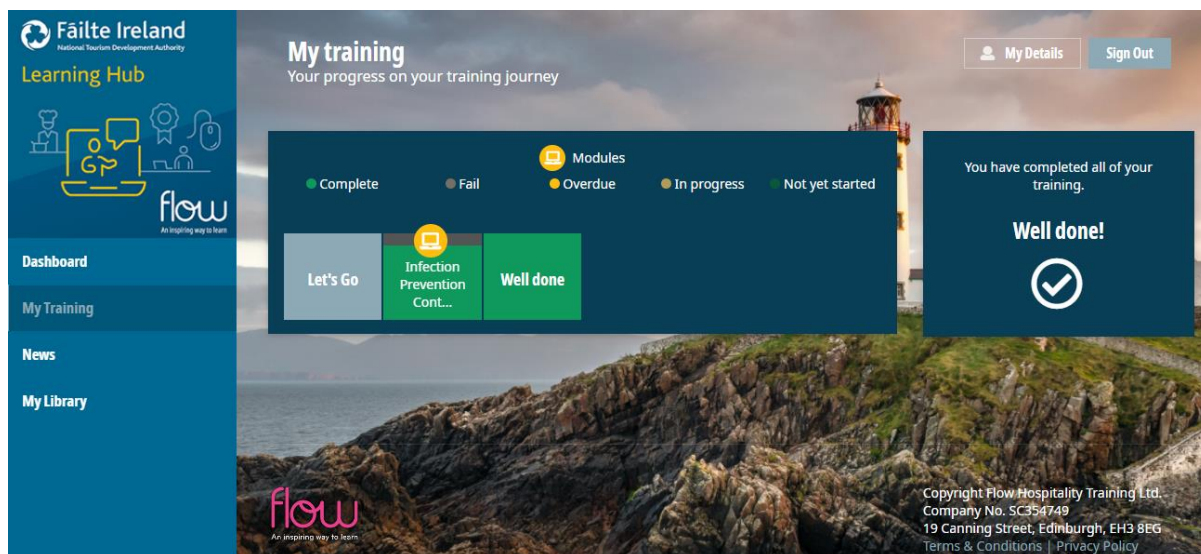 Fáilte Ireland
National Tourism Development Authority
Learning Hub
flow
An inspiring way to learn
Dashboard
My Training
News
My Library
My training
Your progress on your training journey
My Details
Sign Out
Modules
Complete
Fail
Overdue
In progress
Not yet started
Let's Go
Infection
Prevention
Cont...
Well done
You have completed all of your
training.
Well done!
flow
An inspiring way to learn
Copyright Flow Hospitality Training Ltd.
Company No. SC354749
19 Canning Street, Edinburgh, EH3 8EG
Terms & Conditions | Privacy Policy